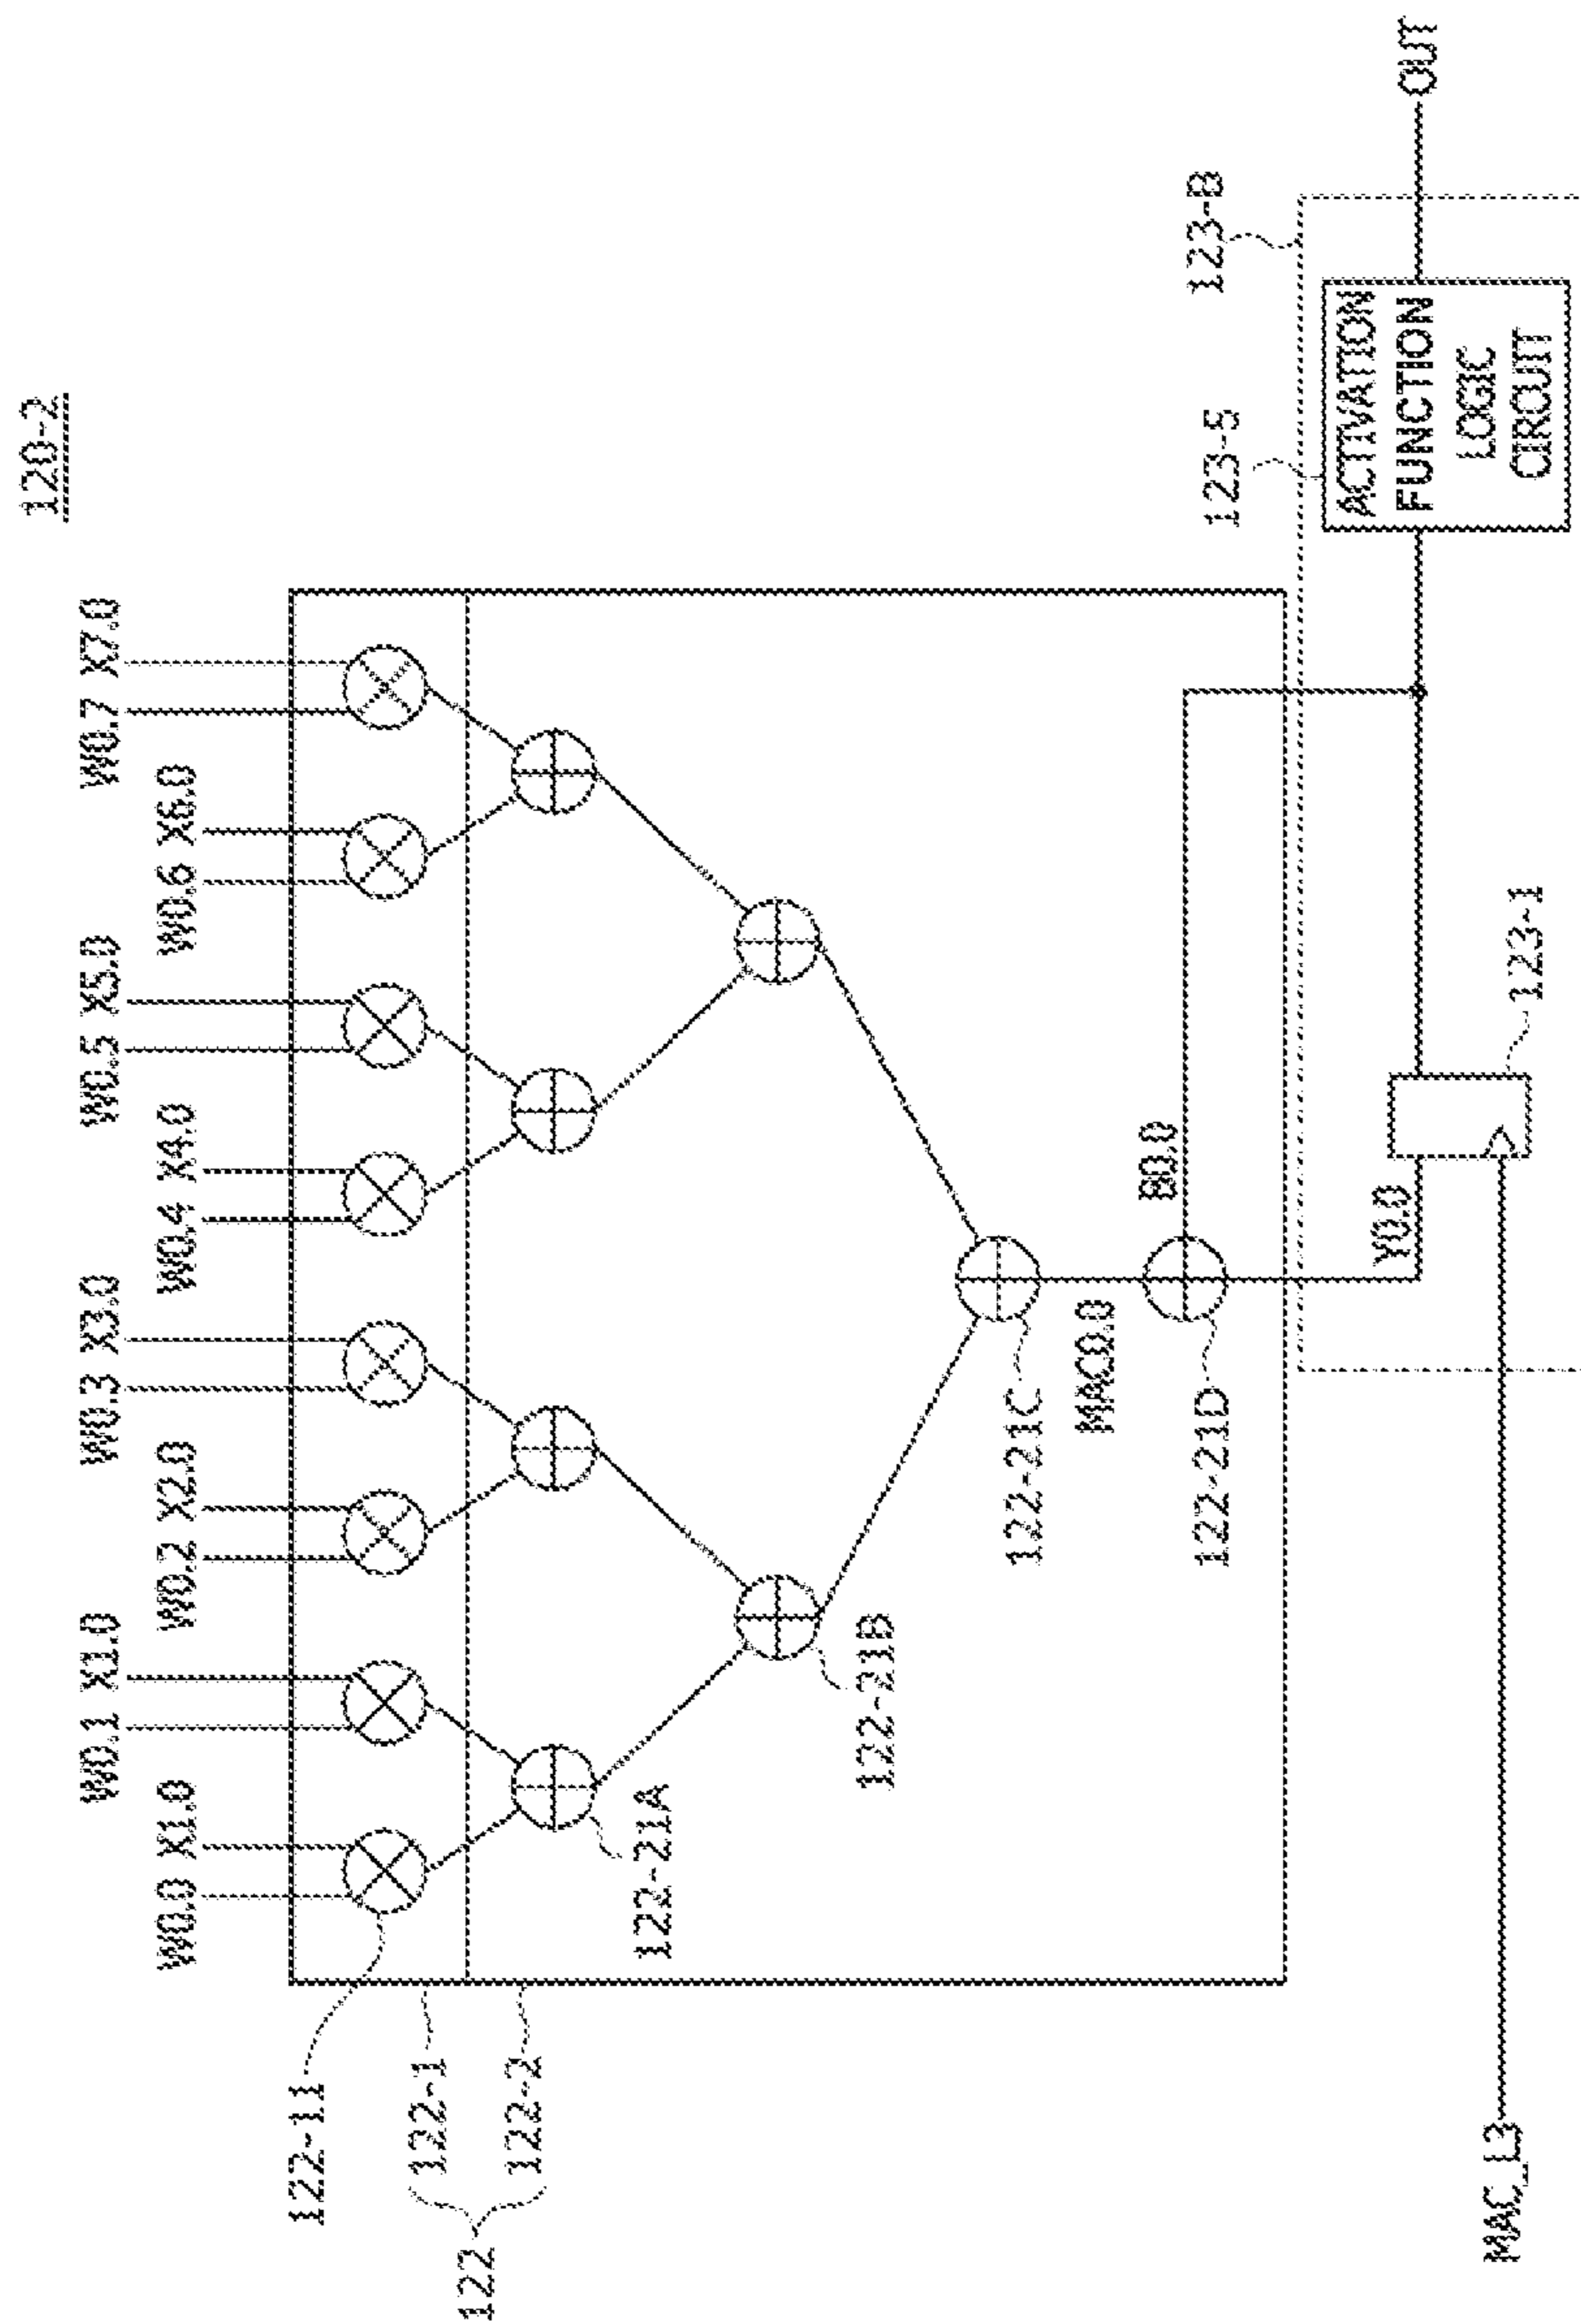 120-2
W0.1 X1.0
W0.3 X3.0
W0.5 X5.0
W0.7 X7.0
W0.0 X1.0
W0.2 X2.0
W0.4 X4.0
W0.6 X6.0
122-11
122-1
122
122-2
122-21A
122-21B
122-21C
MAC0.0
B0.0
122-21D
123-B
123-5
Y0.0
ACTIVATION
FUNCTION
LOGIC
CIRCUIT
OUT
MAC_L3
123-1